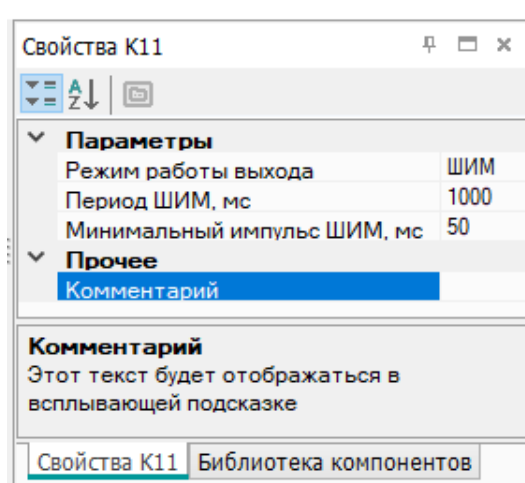 Свойства К11
Параметры
Режим работы выхода ШИМ
Период ШИМ, мс 1000
Минимальный импульс ШИМ, мс 50
Прочее
Комментарий
Комментарий
Этот текст будет отображаться в
всплывающей подсказке
Свойства К11 Библиотека компонентов